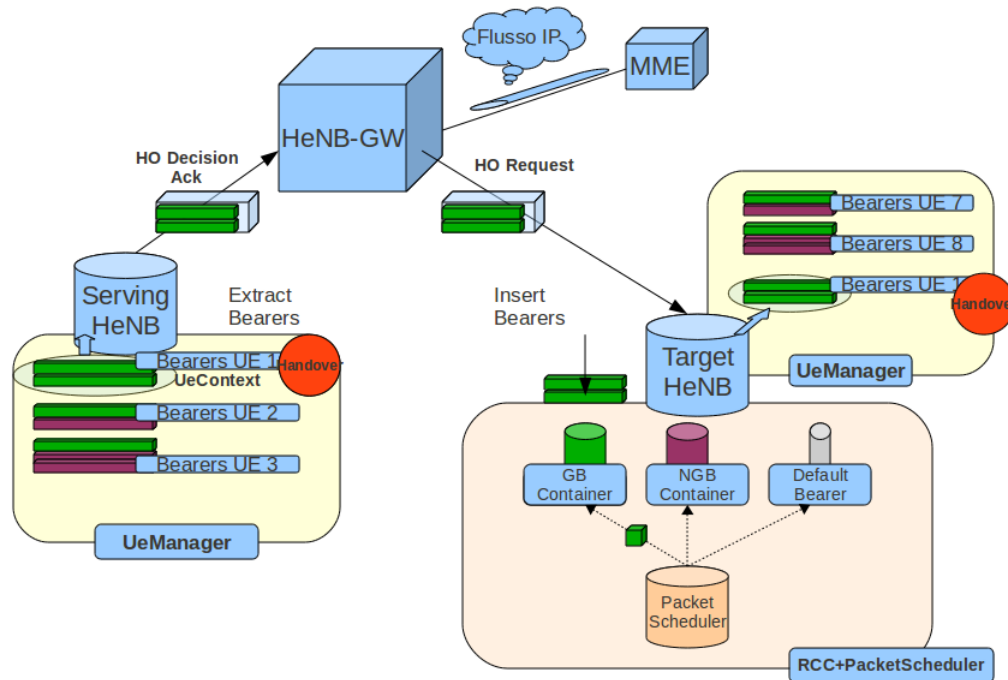 Flusso IP
MME
HeNB-GW
HO Decision
Ack
HO Request
Bearers UE 7
Bearers UE 8
Bearers UE 1
Handove
Serving
HeNB
Extract
Bearers
Insert
Bearers
Target
HeNB
UeManager
Bearers UE 1
Handove
UeContext
Bearers UE 2
Bearers UE 3
UeManager
GB
Container
NGB
Container
Default
Bearer
Packet
Scheduler
RCC+PacketScheduler